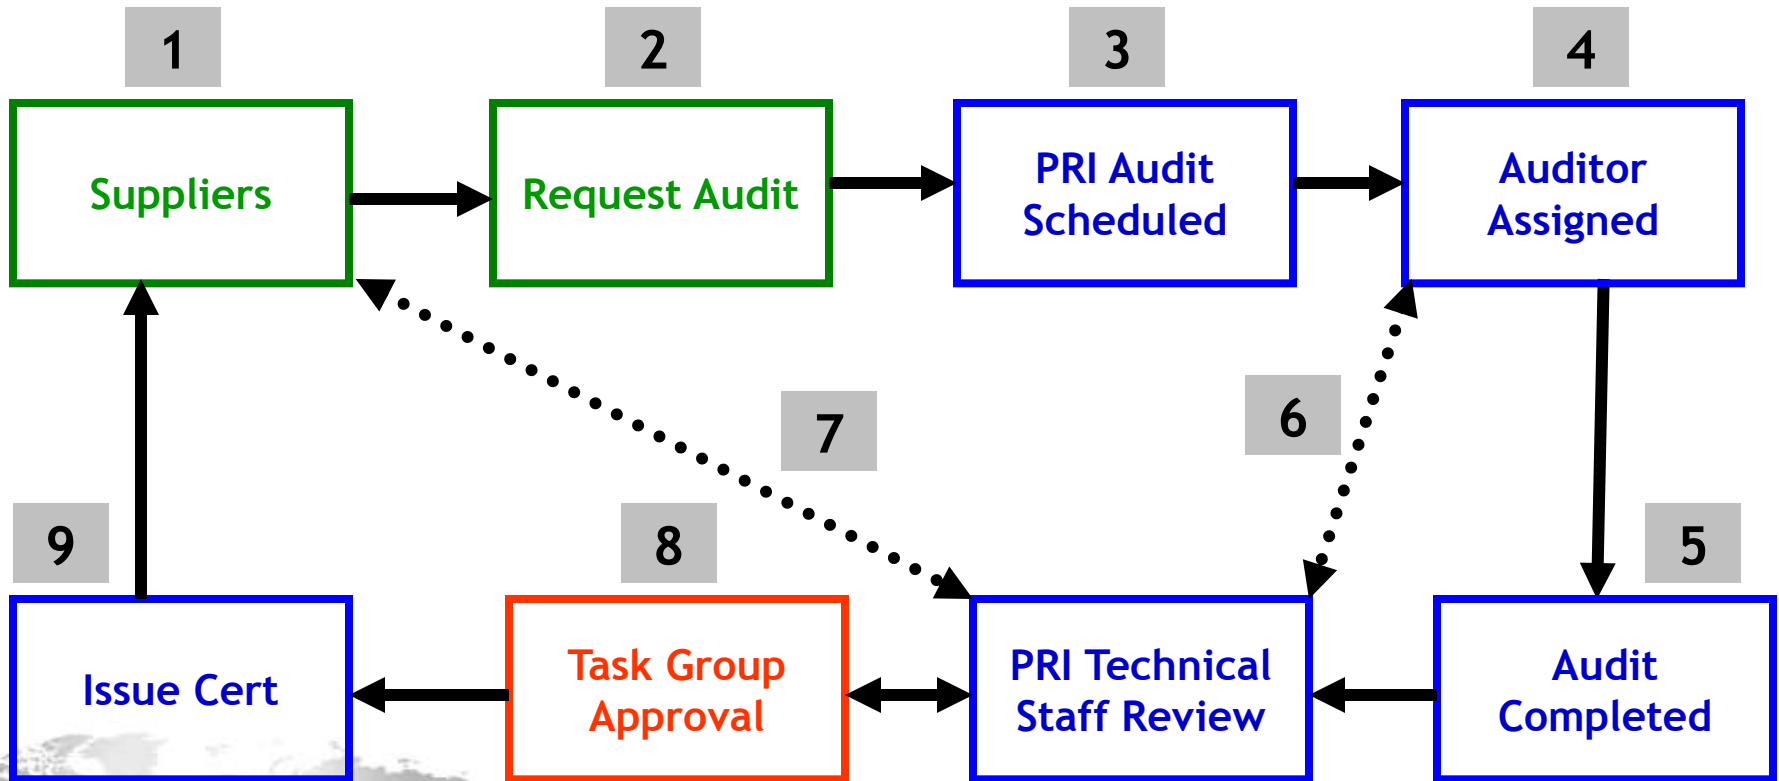 1
2
3
4
Suppliers
Request Audit
PRI Audit
Scheduled
Auditor
Assigned
7
6
9
8
5
Issue Cert
Task Group
Approval
PRI Technical
Staff Review
Audit
Completed